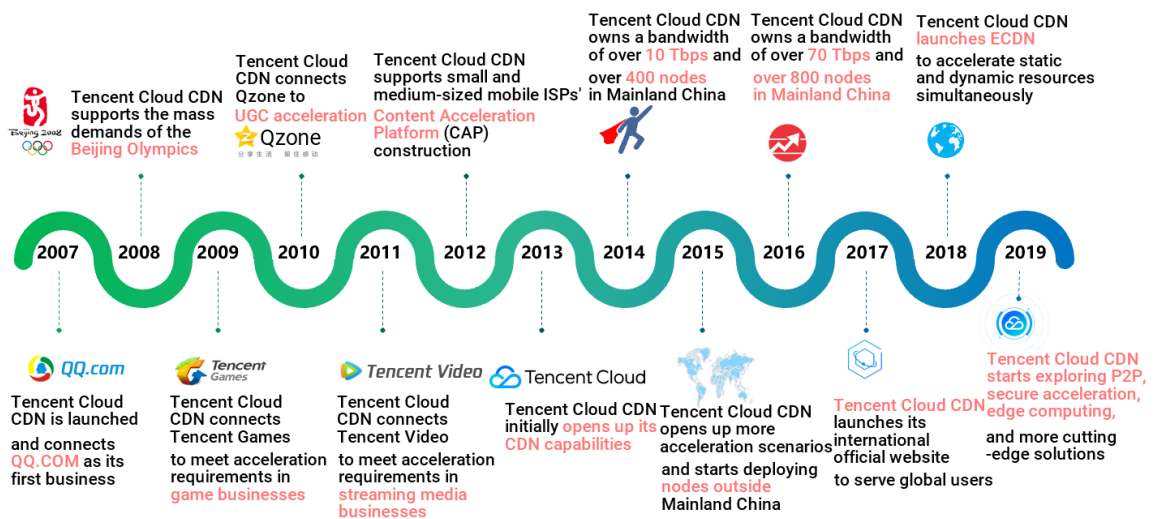 Tencent Cloud CDN
supports the mass
demands of the
Beijing Olympics
Beijing 2008
Tencent Cloud
CDN connects
Qzone to
UGC acceleration
Qzone
分享生活 留住感动
Tencent Cloud CDN
supports small and
medium-sized mobile ISPs'
Content Acceleration
Platform (CAP)
construction
Tencent Cloud CDN
owns a bandwidth
of over 10 Tbps and
over 400 nodes
in Mainland China
Tencent Cloud CDN
owns a bandwidth
of over 70 Tbps and
over 800 nodes
in Mainland China
Tencent Cloud CDN
launches ECDN
to accelerate static
and dynamic resources
simultaneously
2007 2008 2009 2010 2011 2012 2013 2014 2015 2016 2017 2018 2019
QQ.com
Tencent Cloud
CDN is launched
and connects
QQ.COM as its
first business
Tencent
Games
Tencent Cloud
CDN connects
Tencent Games
to meet acceleration
requirements in
game businesses
Tencent Video
Tencent Cloud
CDN connects
Tencent Video
to meet acceleration
requirements in
streaming media
businesses
Tencent Cloud
Tencent Cloud CDN
initially opens up its
CDN capabilities
Tencent Cloud CDN
opens up more
acceleration scenarios
and starts deploying
nodes outside
Mainland China
Tencent Cloud CDN
launches its
international
official website
to serve global users
Tencent Cloud CDN
starts exploring P2P,
secure acceleration,
edge computing,
and more cutting
-edge solutions